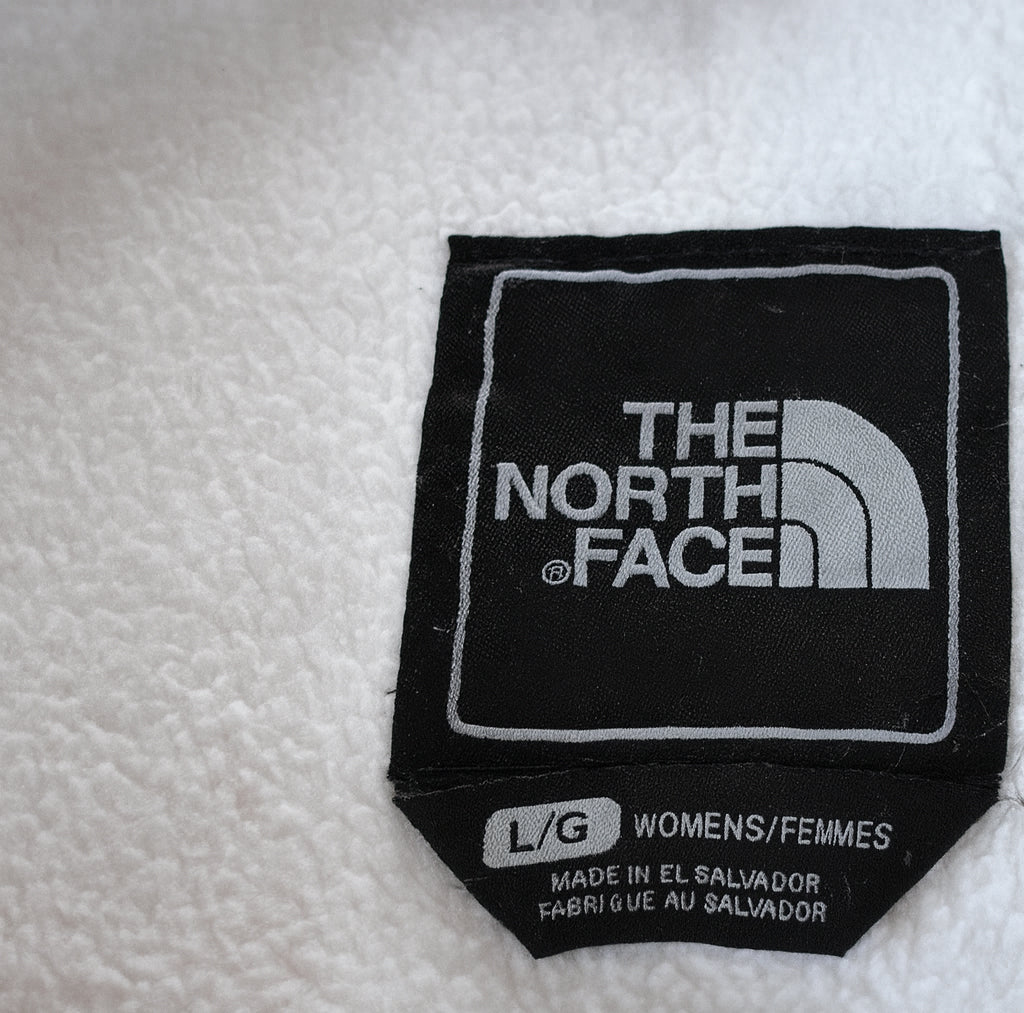 THE
NORTH
®FACE
L/G WOMENS/FEMMES
MADE IN EL SALVADOR
FABRIQUE AU SALVADOR